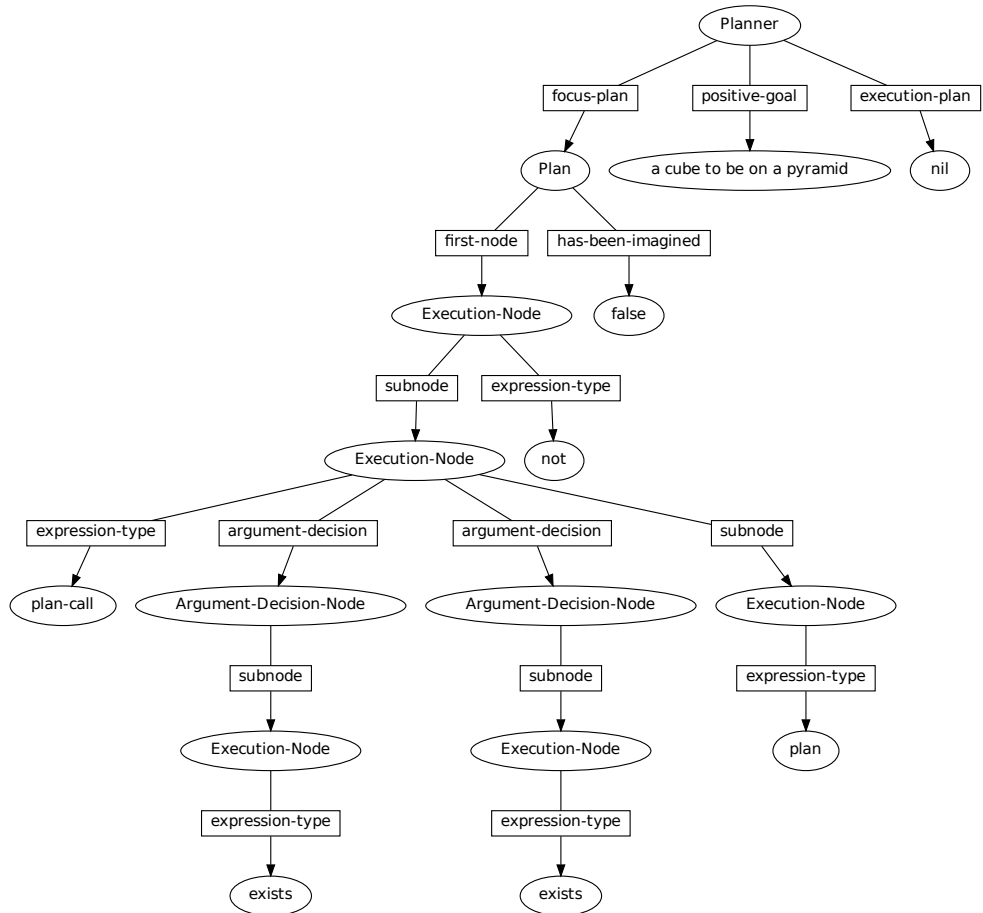 Planner
focus-plan
positive-goal
execution-plan
Plan
a cube to be on a pyramid
nil
first-node
has-been-imagined
Execution-Node
false
subnode
expression-type
Execution-Node
not
expression-type
argument-decision
argument-decision
subnode
plan-call
Argument-Decision-Node
Argument-Decision-Node
Execution-Node
subnode
subnode
expression-type
Execution-Node
Execution-Node
plan
expression-type
expression-type
exists
exists